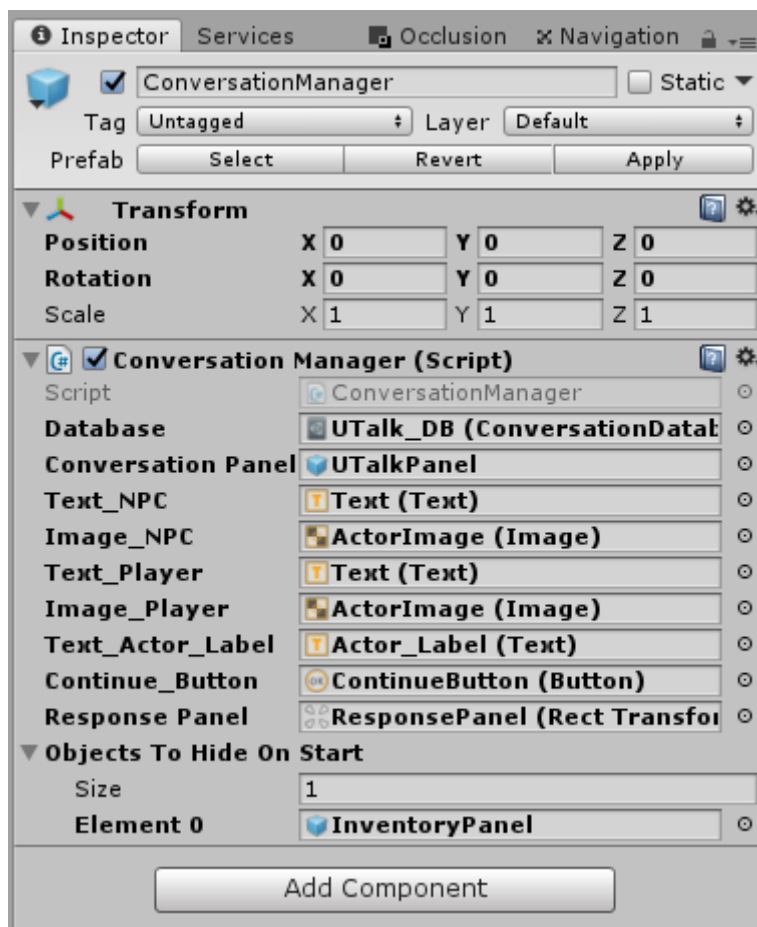 Inspector Services Occlusion Navigation
ConversationManager Static
Tag Untagged Layer Default
Prefab Select Revert Apply
Transform
Position X 0 Y 0 Z 0
Rotation X 0 Y 0 Z 0
Scale X 1 Y 1 Z 1
Conversation Manager (Script)
Script ConversationManager
Database UTalk_DB (ConversationDatab
Conversation Panel UTalkPanel
Text_NPC Text (Text)
Image_NPC ActorImage (Image)
Text_Player Text (Text)
Image_Player ActorImage (Image)
Text_Actor_Label Actor_Label (Text)
Continue_Button ContinueButton (Button)
Response Panel ResponsePanel (Rect Transfor
Objects To Hide On Start
Size 1
Element 0 InventoryPanel
Add Component